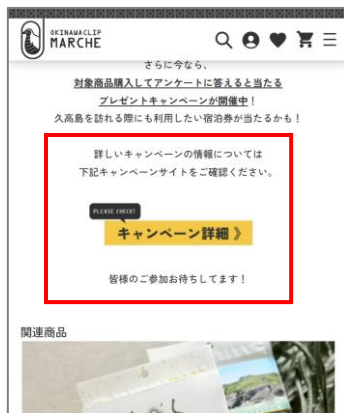 OKINAWACLIP
MARCHE
さらに今なら、
対象商品購入してアンケートに答えると当たる
プレゼントキャンペーンが開催中！
久高島を訪れる際にも利用したい宿泊券が当たるかも！
詳しいキャンペーンの情報については
下記キャンペーンサイトをご確認ください。
PLEASE CHECK!
キャンペーン詳細 》
皆様のご参加お待ちしてます！
関連商品